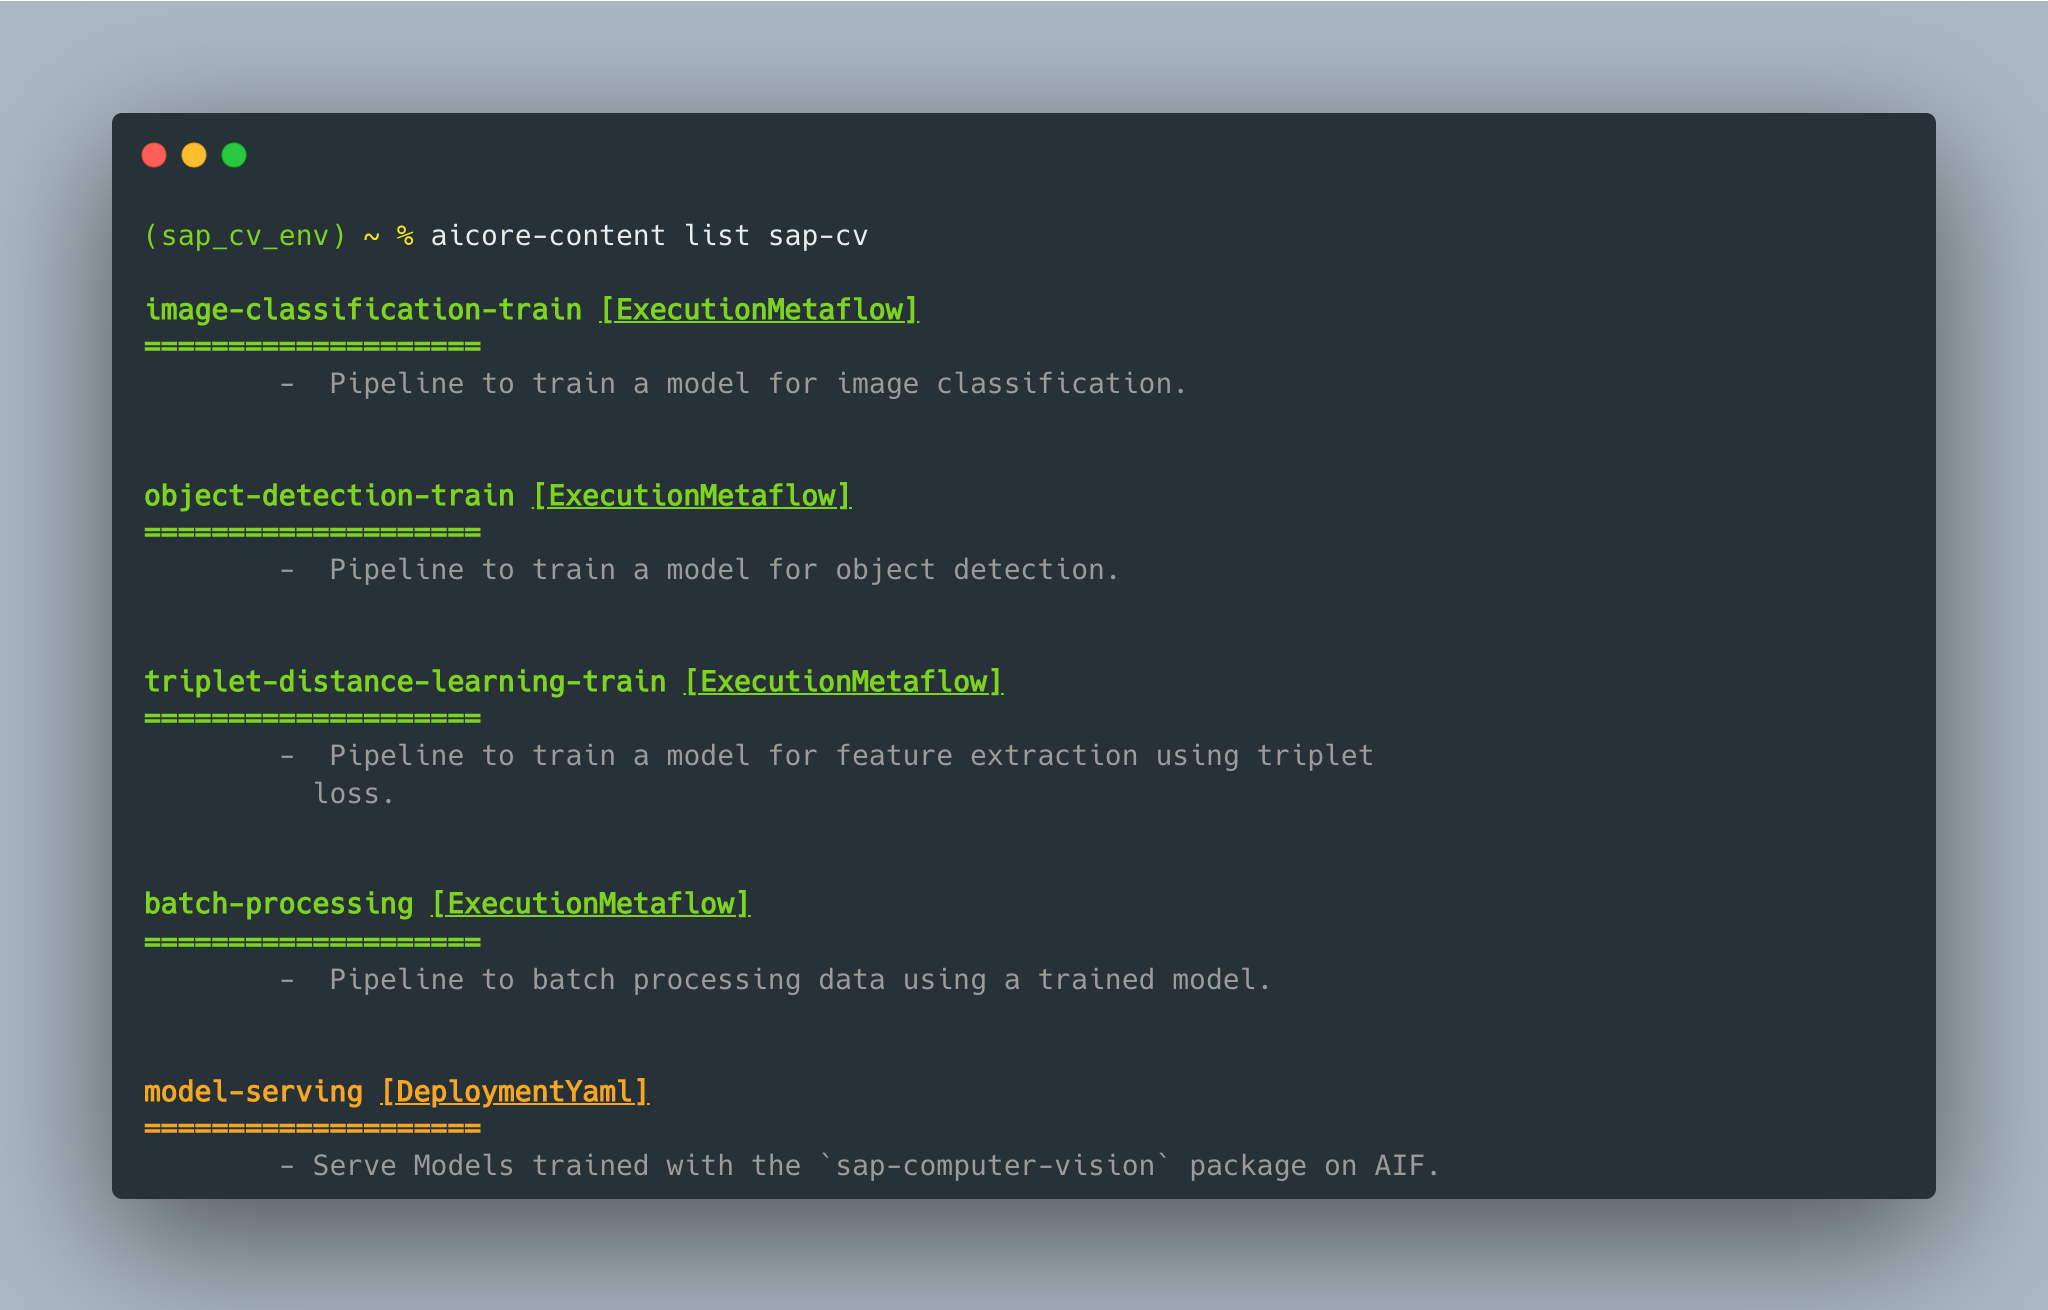 (sap_cv_env) ~ % aicore-content list sap-cv
image-classification-train [ExecutionMetaflow]
====================
- Pipeline to train a model for image classification.
object-detection-train [ExecutionMetaflow]
====================
- Pipeline to train a model for object detection.
triplet-distance-learning-train [ExecutionMetaflow]
====================
- Pipeline to train a model for feature extraction using triplet
loss.
batch-processing [ExecutionMetaflow]
====================
- Pipeline to batch processing data using a trained model.
model-serving [DeploymentYaml]
====================
- Serve Models trained with the `sap-computer-vision` package on AIF.